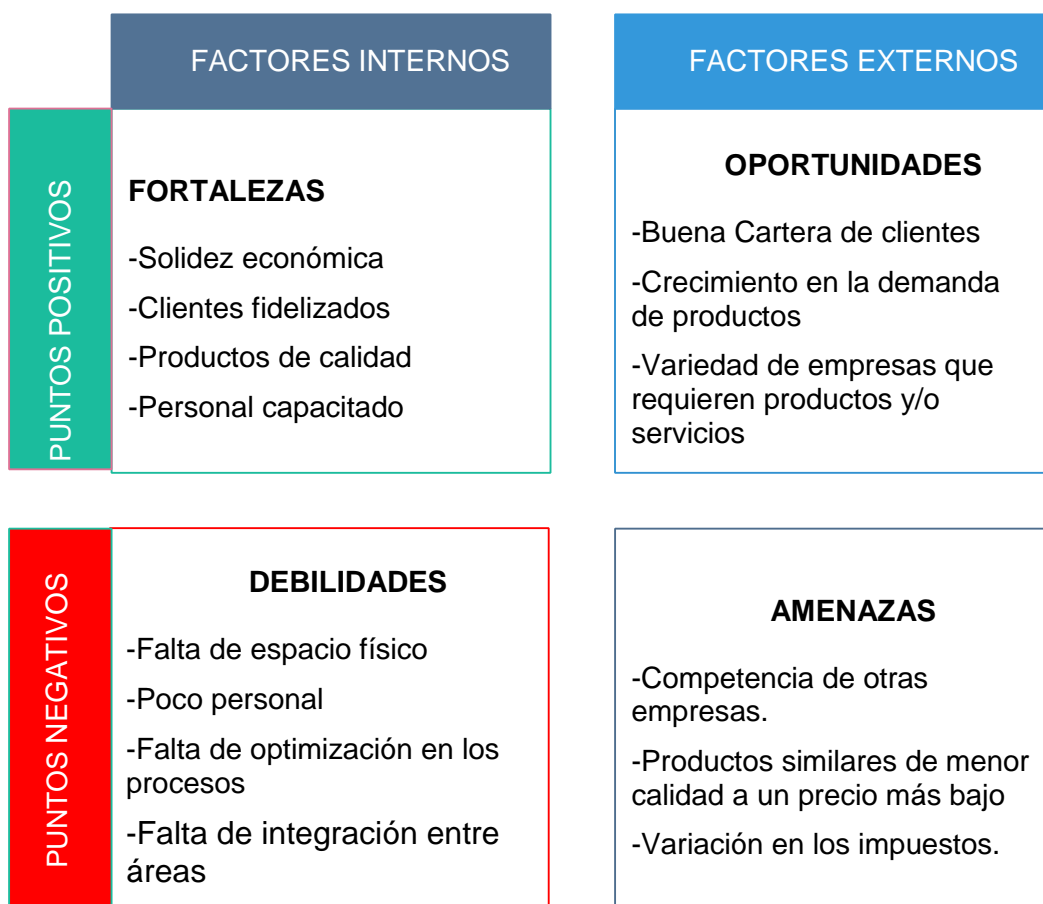 FACTORES INTERNOS
FACTORES EXTERNOS
PUNTOS POSITIVOS
FORTALEZAS
-Solidez económica
-Clientes fidelizados
-Productos de calidad
-Personal capacitado
OPORTUNIDADES
-Buena Cartera de clientes
-Crecimiento en la demanda
de productos
-Variedad de empresas que
requieren productos y/o
servicios
PUNTOS NEGATIVOS
DEBILIDADES
-Falta de espacio físico
-Poco personal
-Falta de optimización en los
procesos
-Falta de integración entre
áreas
AMENAZAS
-Competencia de otras
empresas.
-Productos similares de menor
calidad a un precio más bajo
-Variación en los impuestos.